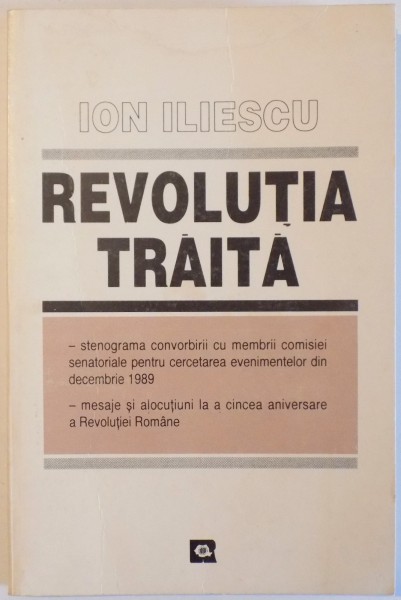 ION ILIESCU
REVOLUȚIA
TRĂITĂ
– stenograma convorbirii cu membrii comisiei
senatoriale pentru cercetarea evenimentelor din
decembrie 1989
– mesaje și alocuțiuni la a cincea aniversare
a Revoluției Române
R